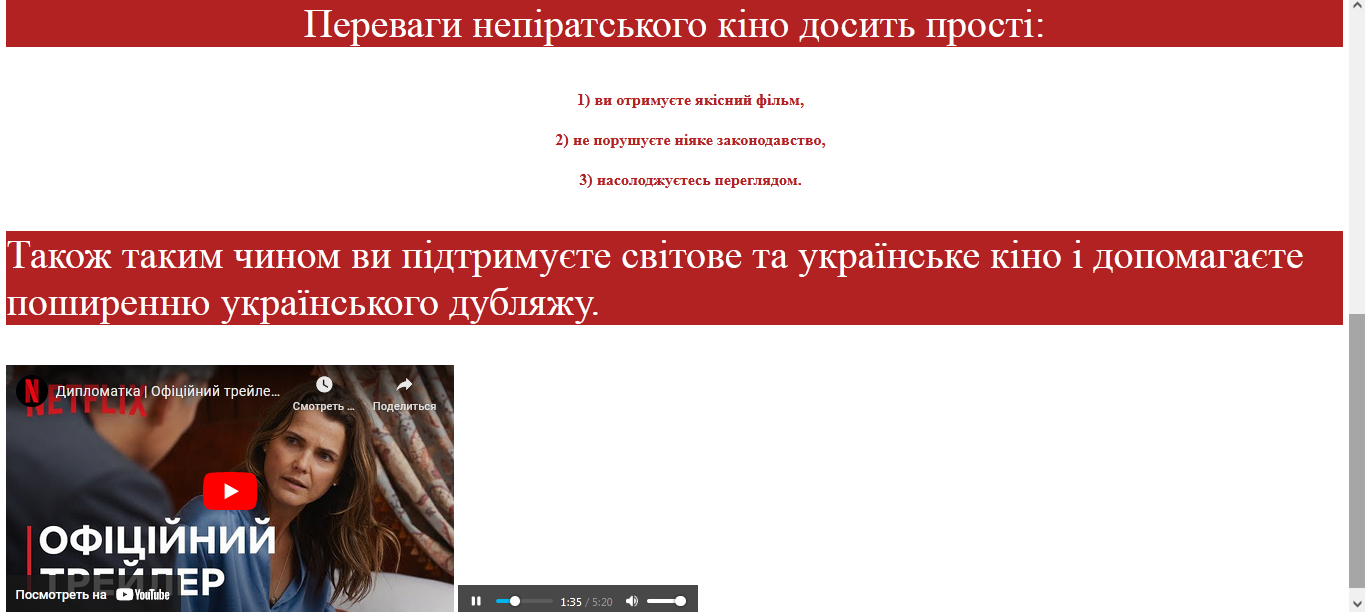 Переваги непіратського кіно досить прості:
1) ви отримуєте якісний фільм,
2) не порушуєте ніяке законодавство,
3) насолоджуєтесь переглядом.
Також таким чином ви підтримуєте світове та українське кіно і допомагаєте
поширенню українського дубляжу.
Дипломатка | Офіційний трейле...
NETFLIX
Смотреть ...
Поделиться
ОФІЦІЙНИЙ
ТРЕЙЛЕР
Посмотреть на YouTube
1:35 / 5:20